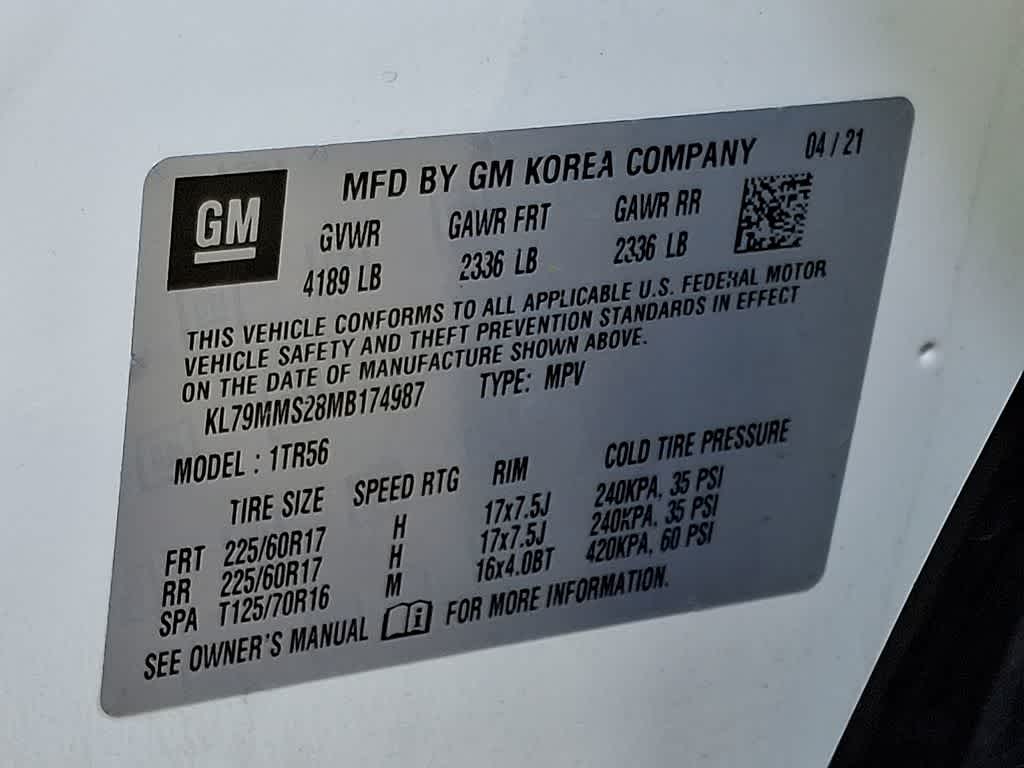 GM
MFD BY GM KOREA COMPANY 04 / 21
GVWR GAWR FRT GAWR RR
4189 LB 2336 LB 2336 LB
THIS VEHICLE CONFORMS TO ALL APPLICABLE U.S. FEDERAL MOTOR
VEHICLE SAFETY AND THEFT PREVENTION STANDARDS IN EFFECT
ON THE DATE OF MANUFACTURE SHOWN ABOVE.
KL79MMS28MB174987 TYPE: MPV
MODEL : 1TR56
TIRE SIZE SPEED RTG RIM COLD TIRE PRESSURE
FRT 225/60R17 H 17x7.5J 240KPA, 35 PSI
RR 225/60R17 H 17x7.5J 240KPA, 35 PSI
SPA T125/70R16 M 16x4.0BT 420KPA, 60 PSI
SEE OWNER'S MANUAL FOR MORE INFORMATION.